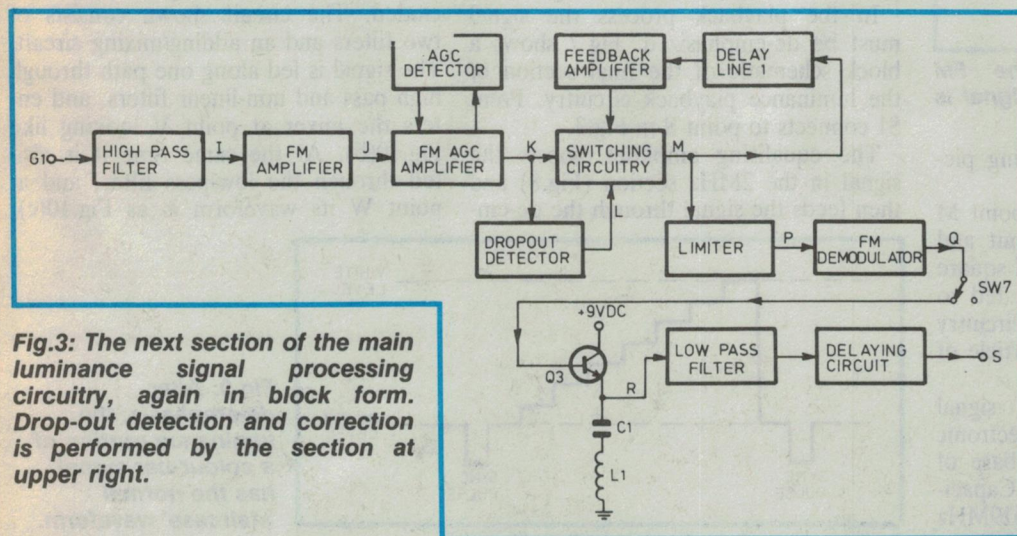 AGC
DETECTOR
FEEDBACK
AMPLIFIER
DELAY
LINE
G1
HIGH PASS
FILTER
I
FM
AMPLIFIER
J
FM AGC
AMPLIFIER
K
SWITCHING
CIRCUITRY
M
L
DROPOUT
DETECTOR
LIMITER
P
FM
DEMODULATOR
Q
SW7
+9VDC
Q3
R
LOW PASS
FILTER
DELAYING
CIRCUIT
S
C1
L1
Fig.3: The next section of the main
luminance signal processing
circuitry, again in block form.
Drop-out detection and correction
is performed by the section at
upper right.